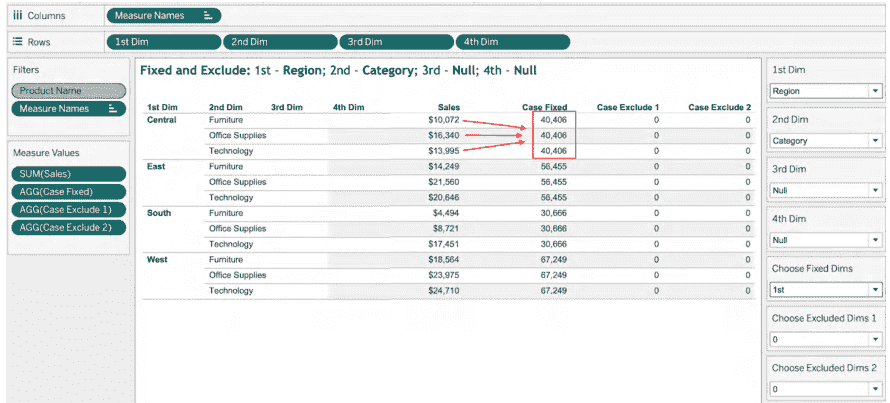 Columns Measure Names
Rows 1st Dim 2nd Dim 3rd Dim 4th Dim
Filters
Product Name
Measure Names
Measure Values
SUM(Sales)
AGG(Case Fixed)
AGG(Case Exclude 1)
AGG(Case Exclude 2)
Fixed and Exclude: 1st - Region; 2nd - Category; 3rd - Null; 4th - Null
1st Dim 2nd Dim 3rd Dim 4th Dim Sales Case Fixed Case Exclude 1 Case Exclude 2
Central Furniture $10,072 40,406 0 0
Office Supplies $16,340 40,406 0 0
Technology $13,995 40,406 0 0
East Furniture $14,249 56,455 0 0
Office Supplies $21,560 56,455 0 0
Technology $20,646 56,455 0 0
South Furniture $4,494 30,666 0 0
Office Supplies $8,721 30,666 0 0
Technology $17,451 30,666 0 0
West Furniture $18,564 67,249 0 0
Office Supplies $23,975 67,249 0 0
Technology $24,710 67,249 0 0
1st Dim
Region
2nd Dim
Category
3rd Dim
Null
4th Dim
Null
Choose Fixed Dims
1st
Choose Excluded Dims 1
0
Choose Excluded Dims 2
0